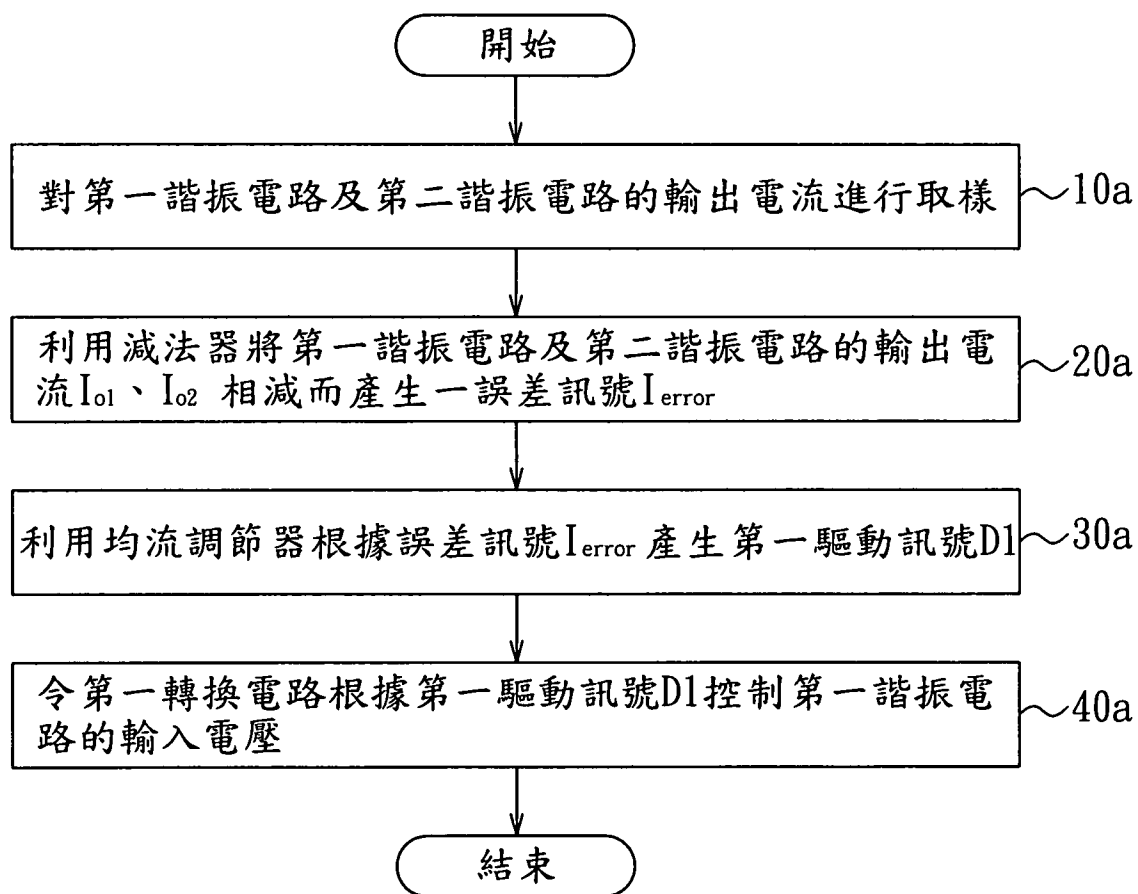 開始
對第一諧振電路及第二諧振電路的輸出電流進行取樣
10a
利用減法器將第一諧振電路及第二諧振電路的輸出電
流Io1、Io2 相減而產生一誤差訊號Ierror
20a
利用均流調節器根據誤差訊號Ierror產生第一驅動訊號D1
30a
令第一轉換電路根據第一驅動訊號D1控制第一諧振電
路的輸入電壓
40a
結束